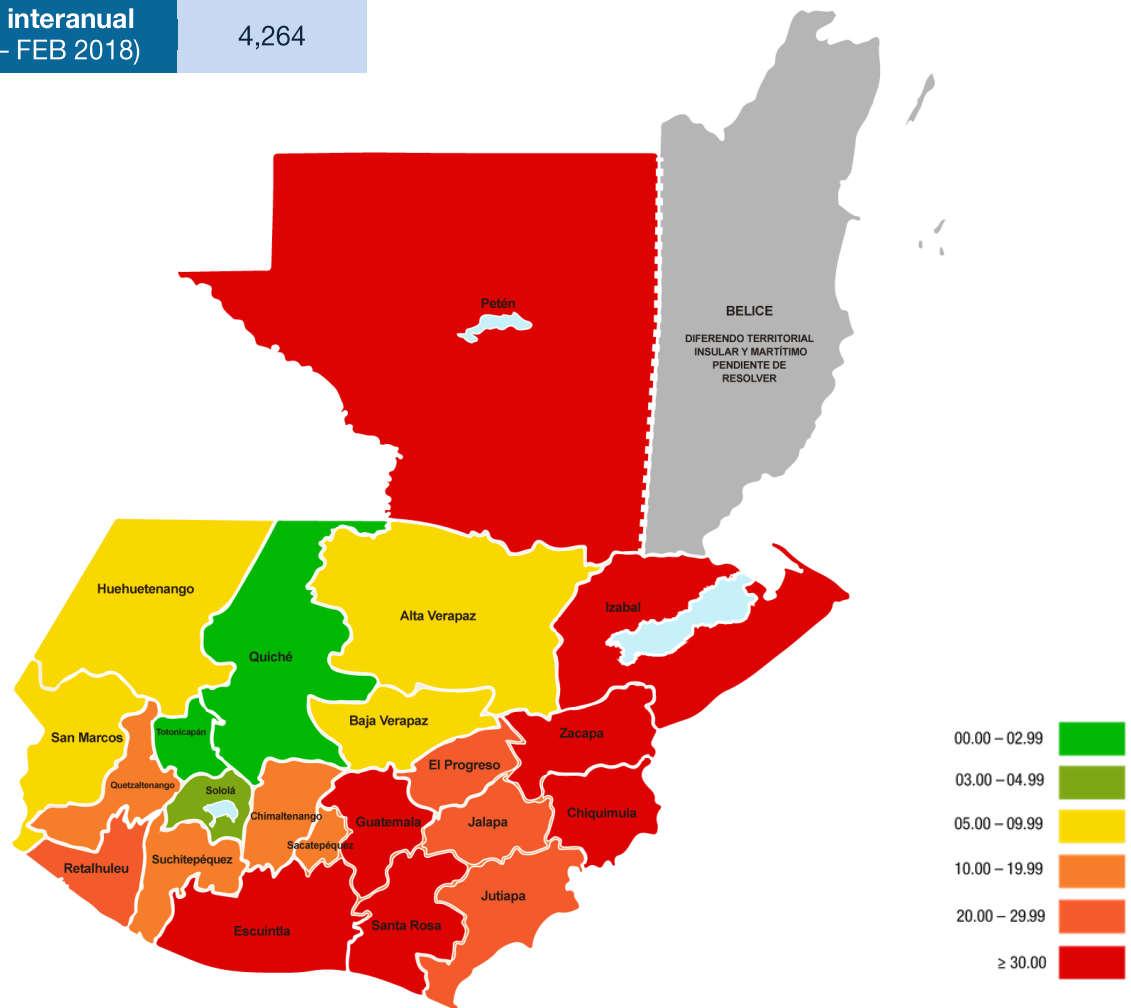 interanual
– FEB 2018)
4,264
Petén
BELICE
DIFERENDO TERRITORIAL
INSULAR Y MARTÍTIMO
PENDIENTE DE
RESOLVER
Huehuetenango
Alta Verapaz
Izabal
Quiché
San Marcos
Totonicapán
Baja Verapaz
Zacapa
El Progreso
Quetzaltenango
Sololá
Chimaltenango
Guatemala
Jalapa
Chiquimula
Sacatepéquez
Retalhuleu
Suchitepéquez
Jutiapa
Escuintla
Santa Rosa
00.00 – 02.99
03.00 – 04.99
05.00 – 09.99
10.00 – 19.99
20.00 – 29.99
≥ 30.00